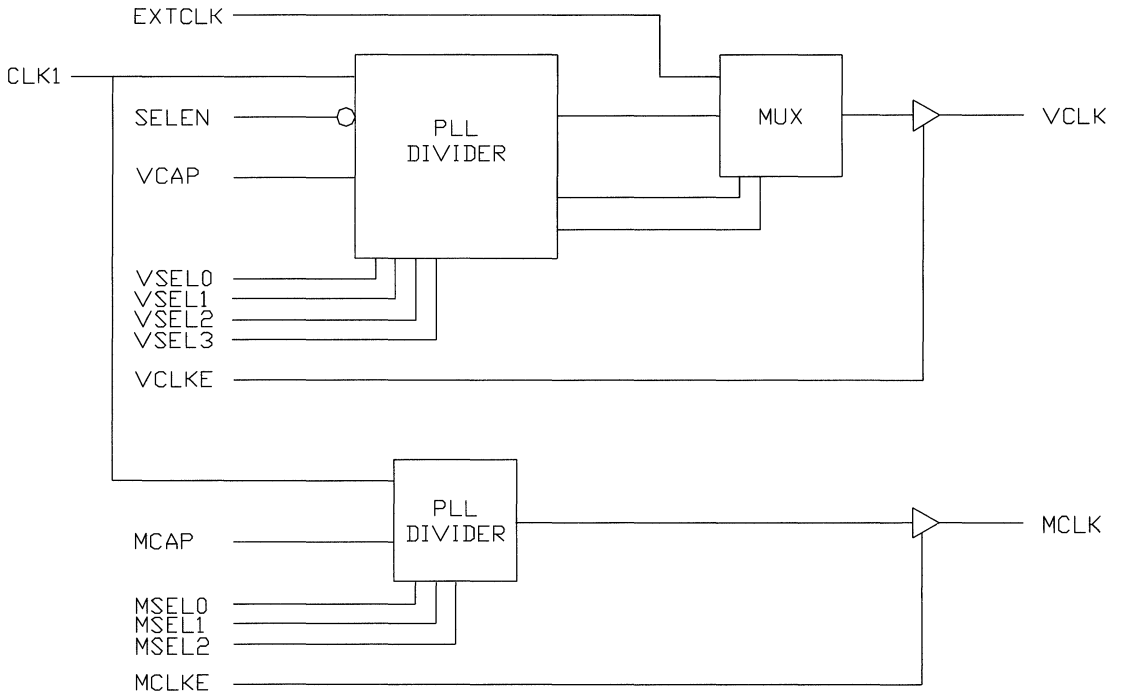 EXTCLK
CLK1
SELEN
PLL
DIVIDER
MUX
VCLK
VCAP
VSEL0
VSEL1
VSEL2
VSEL3
VCLKE
PLL
DIVIDER
MCLK
MCAP
MSEL0
MSEL1
MSEL2
MCLKE